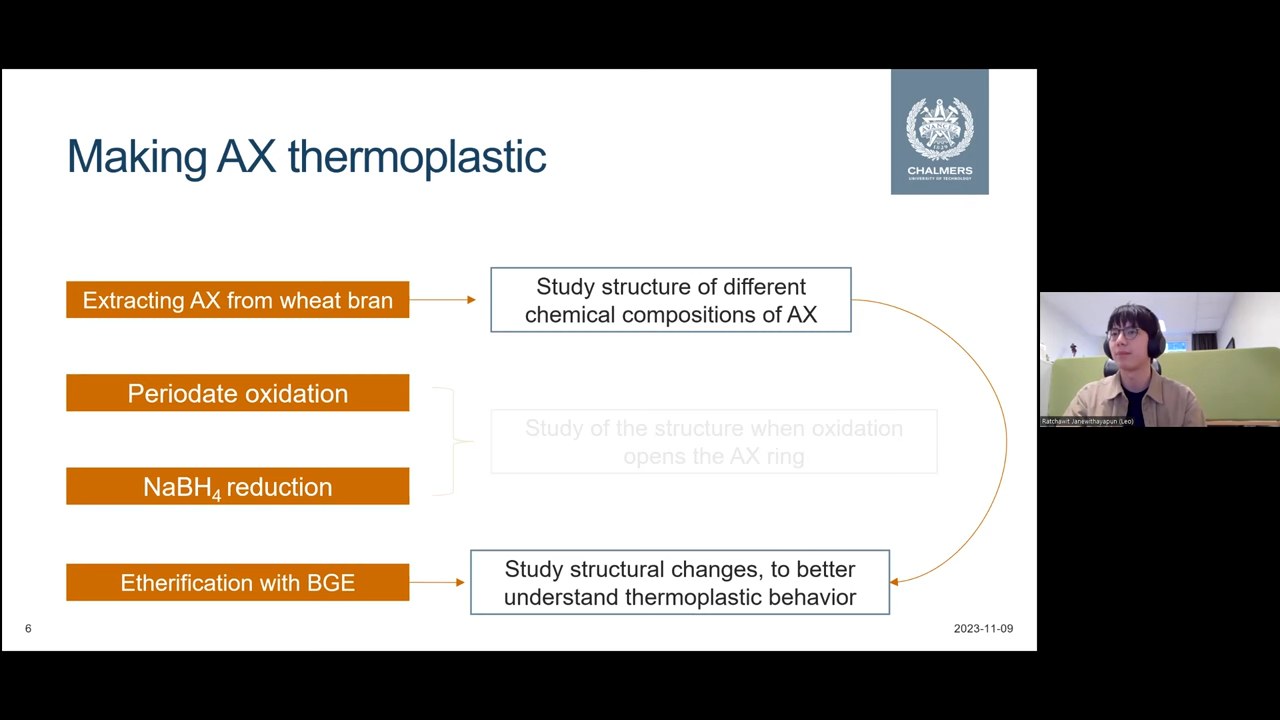 Making AX thermoplastic
AVANCEZ
1829
CHALMERS
UNIVERSITY OF TECHNOLOGY
Extracting AX from wheat bran
Study structure of different
chemical compositions of AX
Periodate oxidation
Study of the structure when oxidation
opens the AX ring
NaBH₄ reduction
Etherification with BGE
Study structural changes, to better
understand thermoplastic behavior
6
2023-11-09
Ratchawit Janewithayapun (Leo)